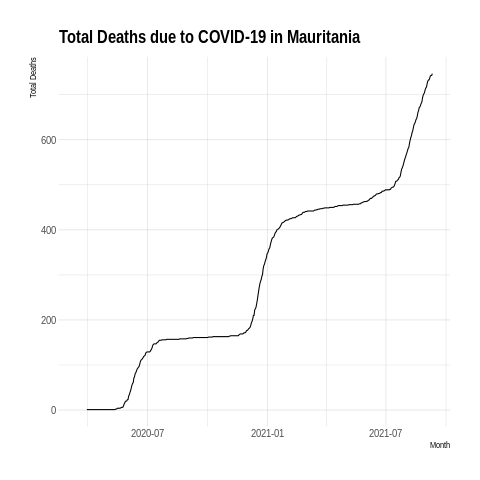 Total Deaths due to COVID-19 in Mauritania
Total Deaths
600
400
200
0
2020-07
2021-01
2021-07
Month